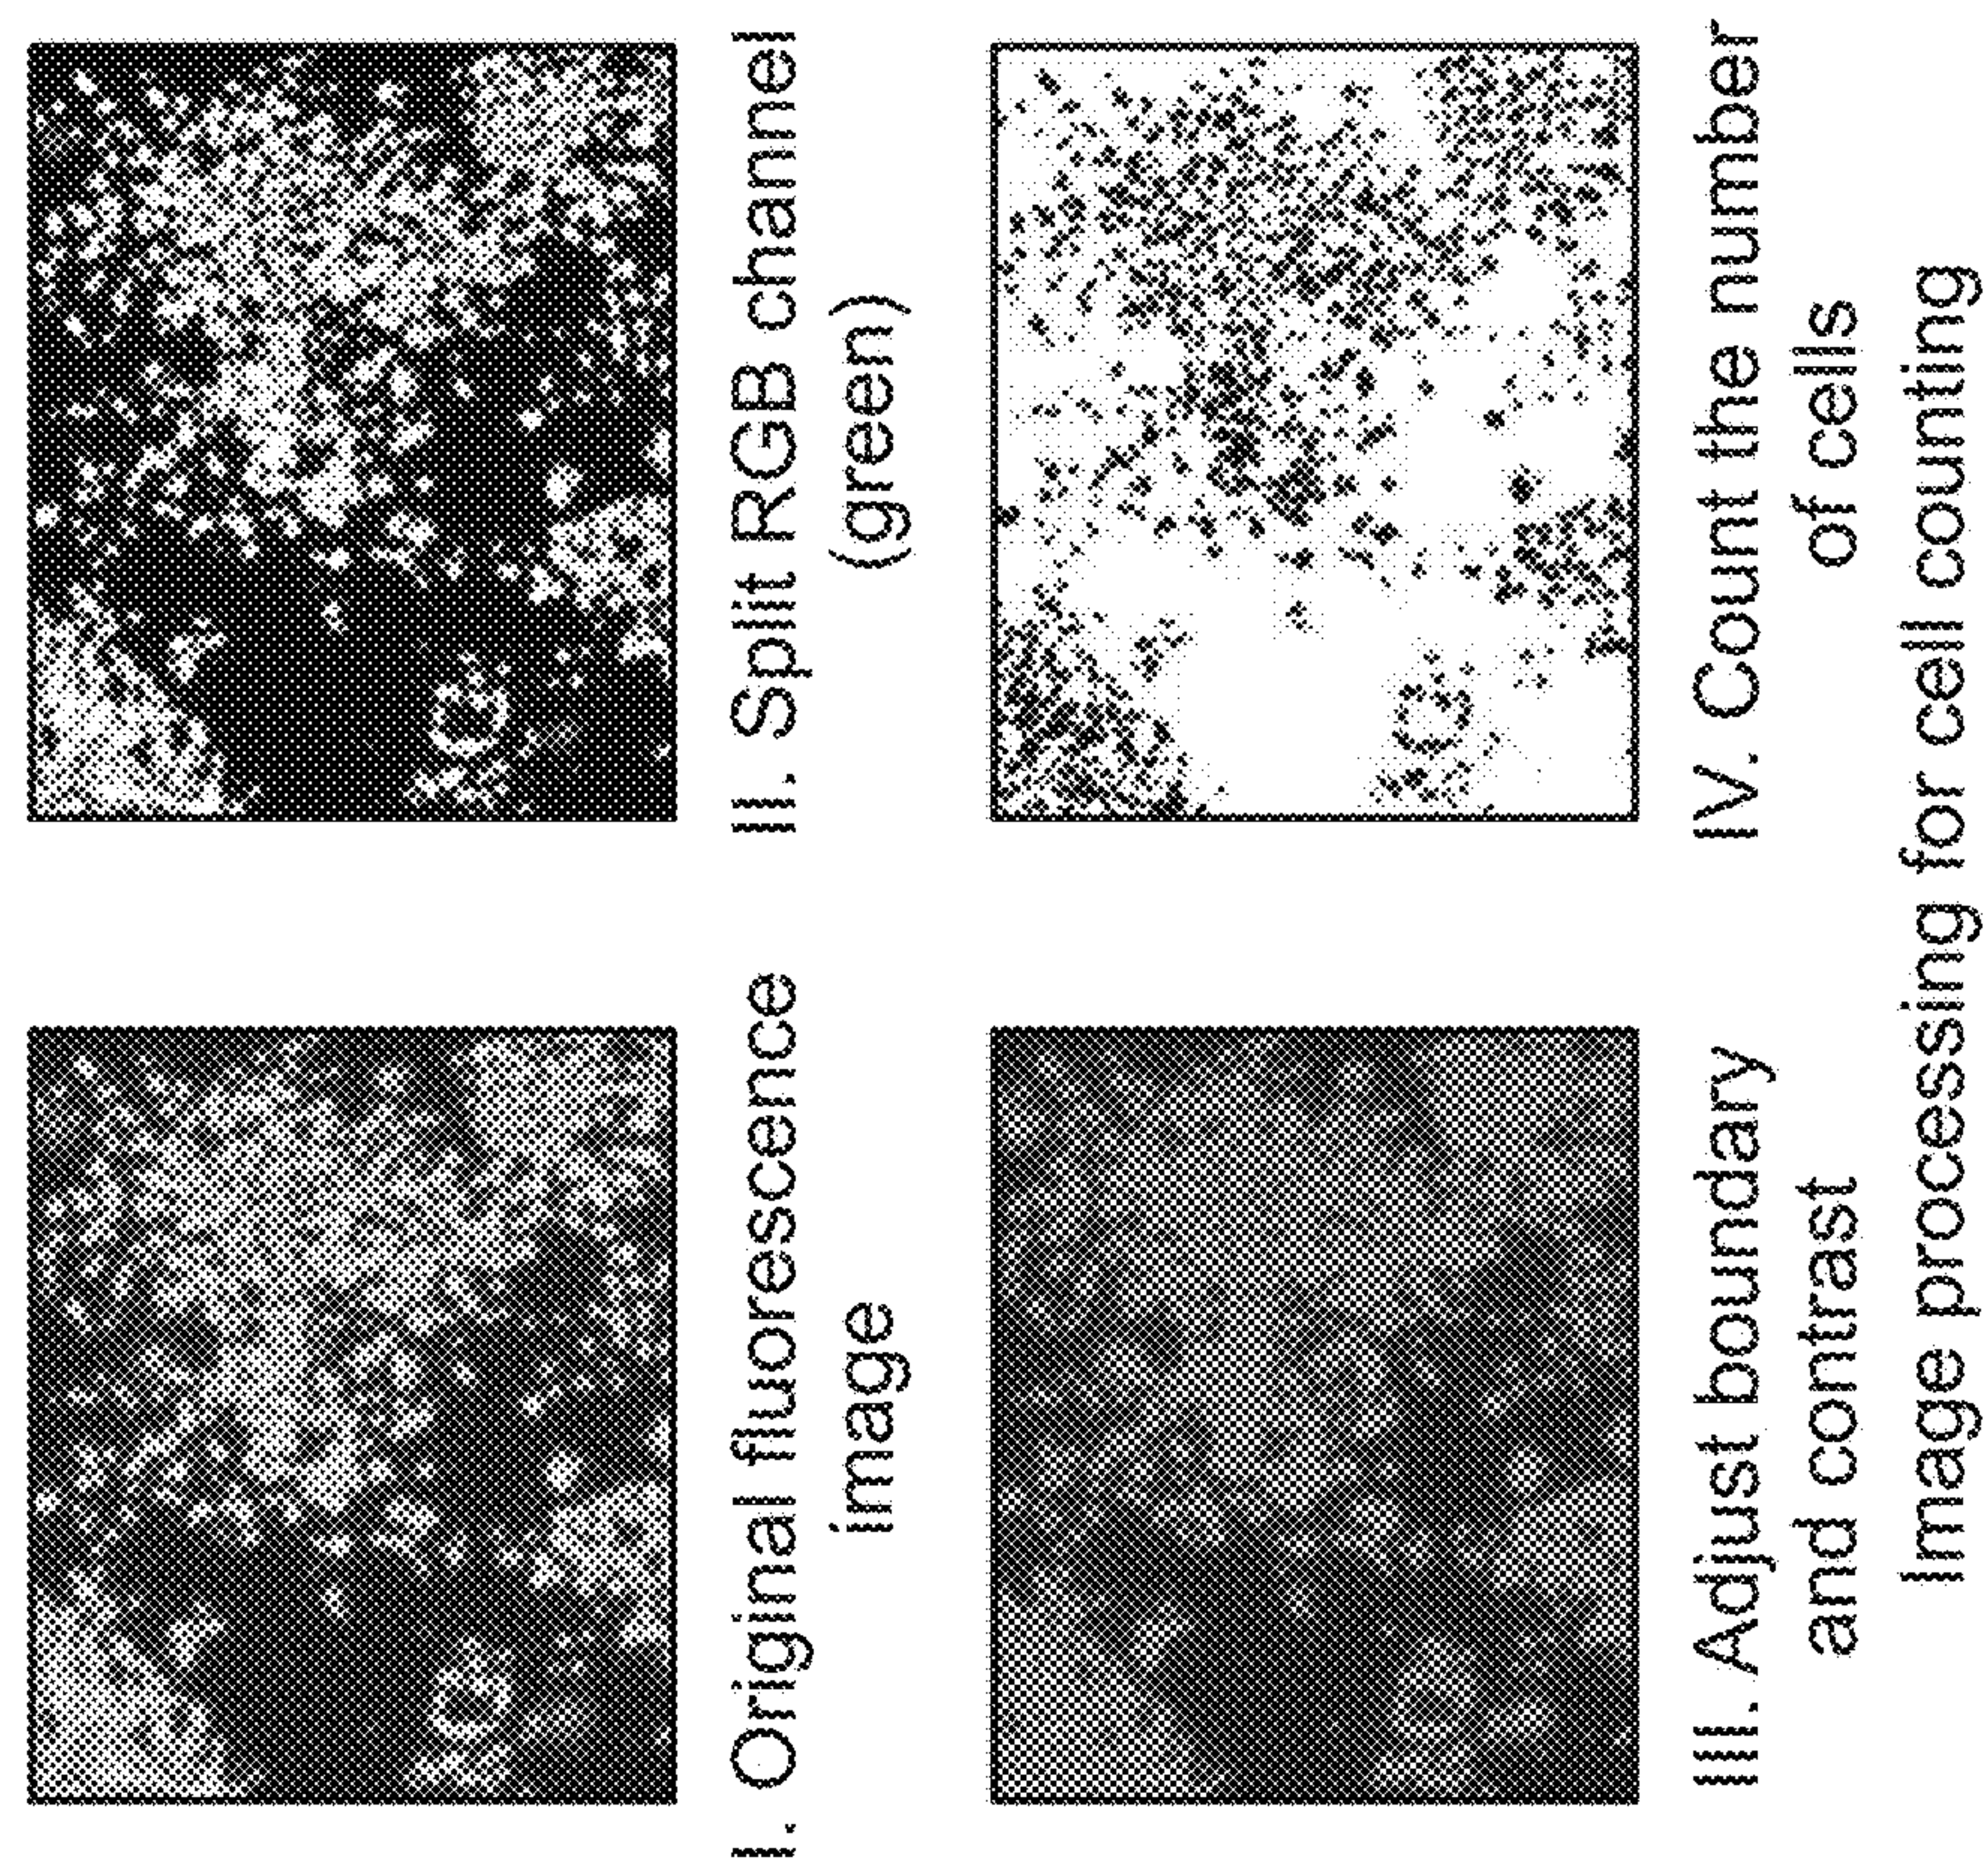 I. Original fluorescence
image
II. Split RGB channel
(green)
III. Adjust boundary
and contrast
IV. Count the number
of cells
Image processing for cell counting